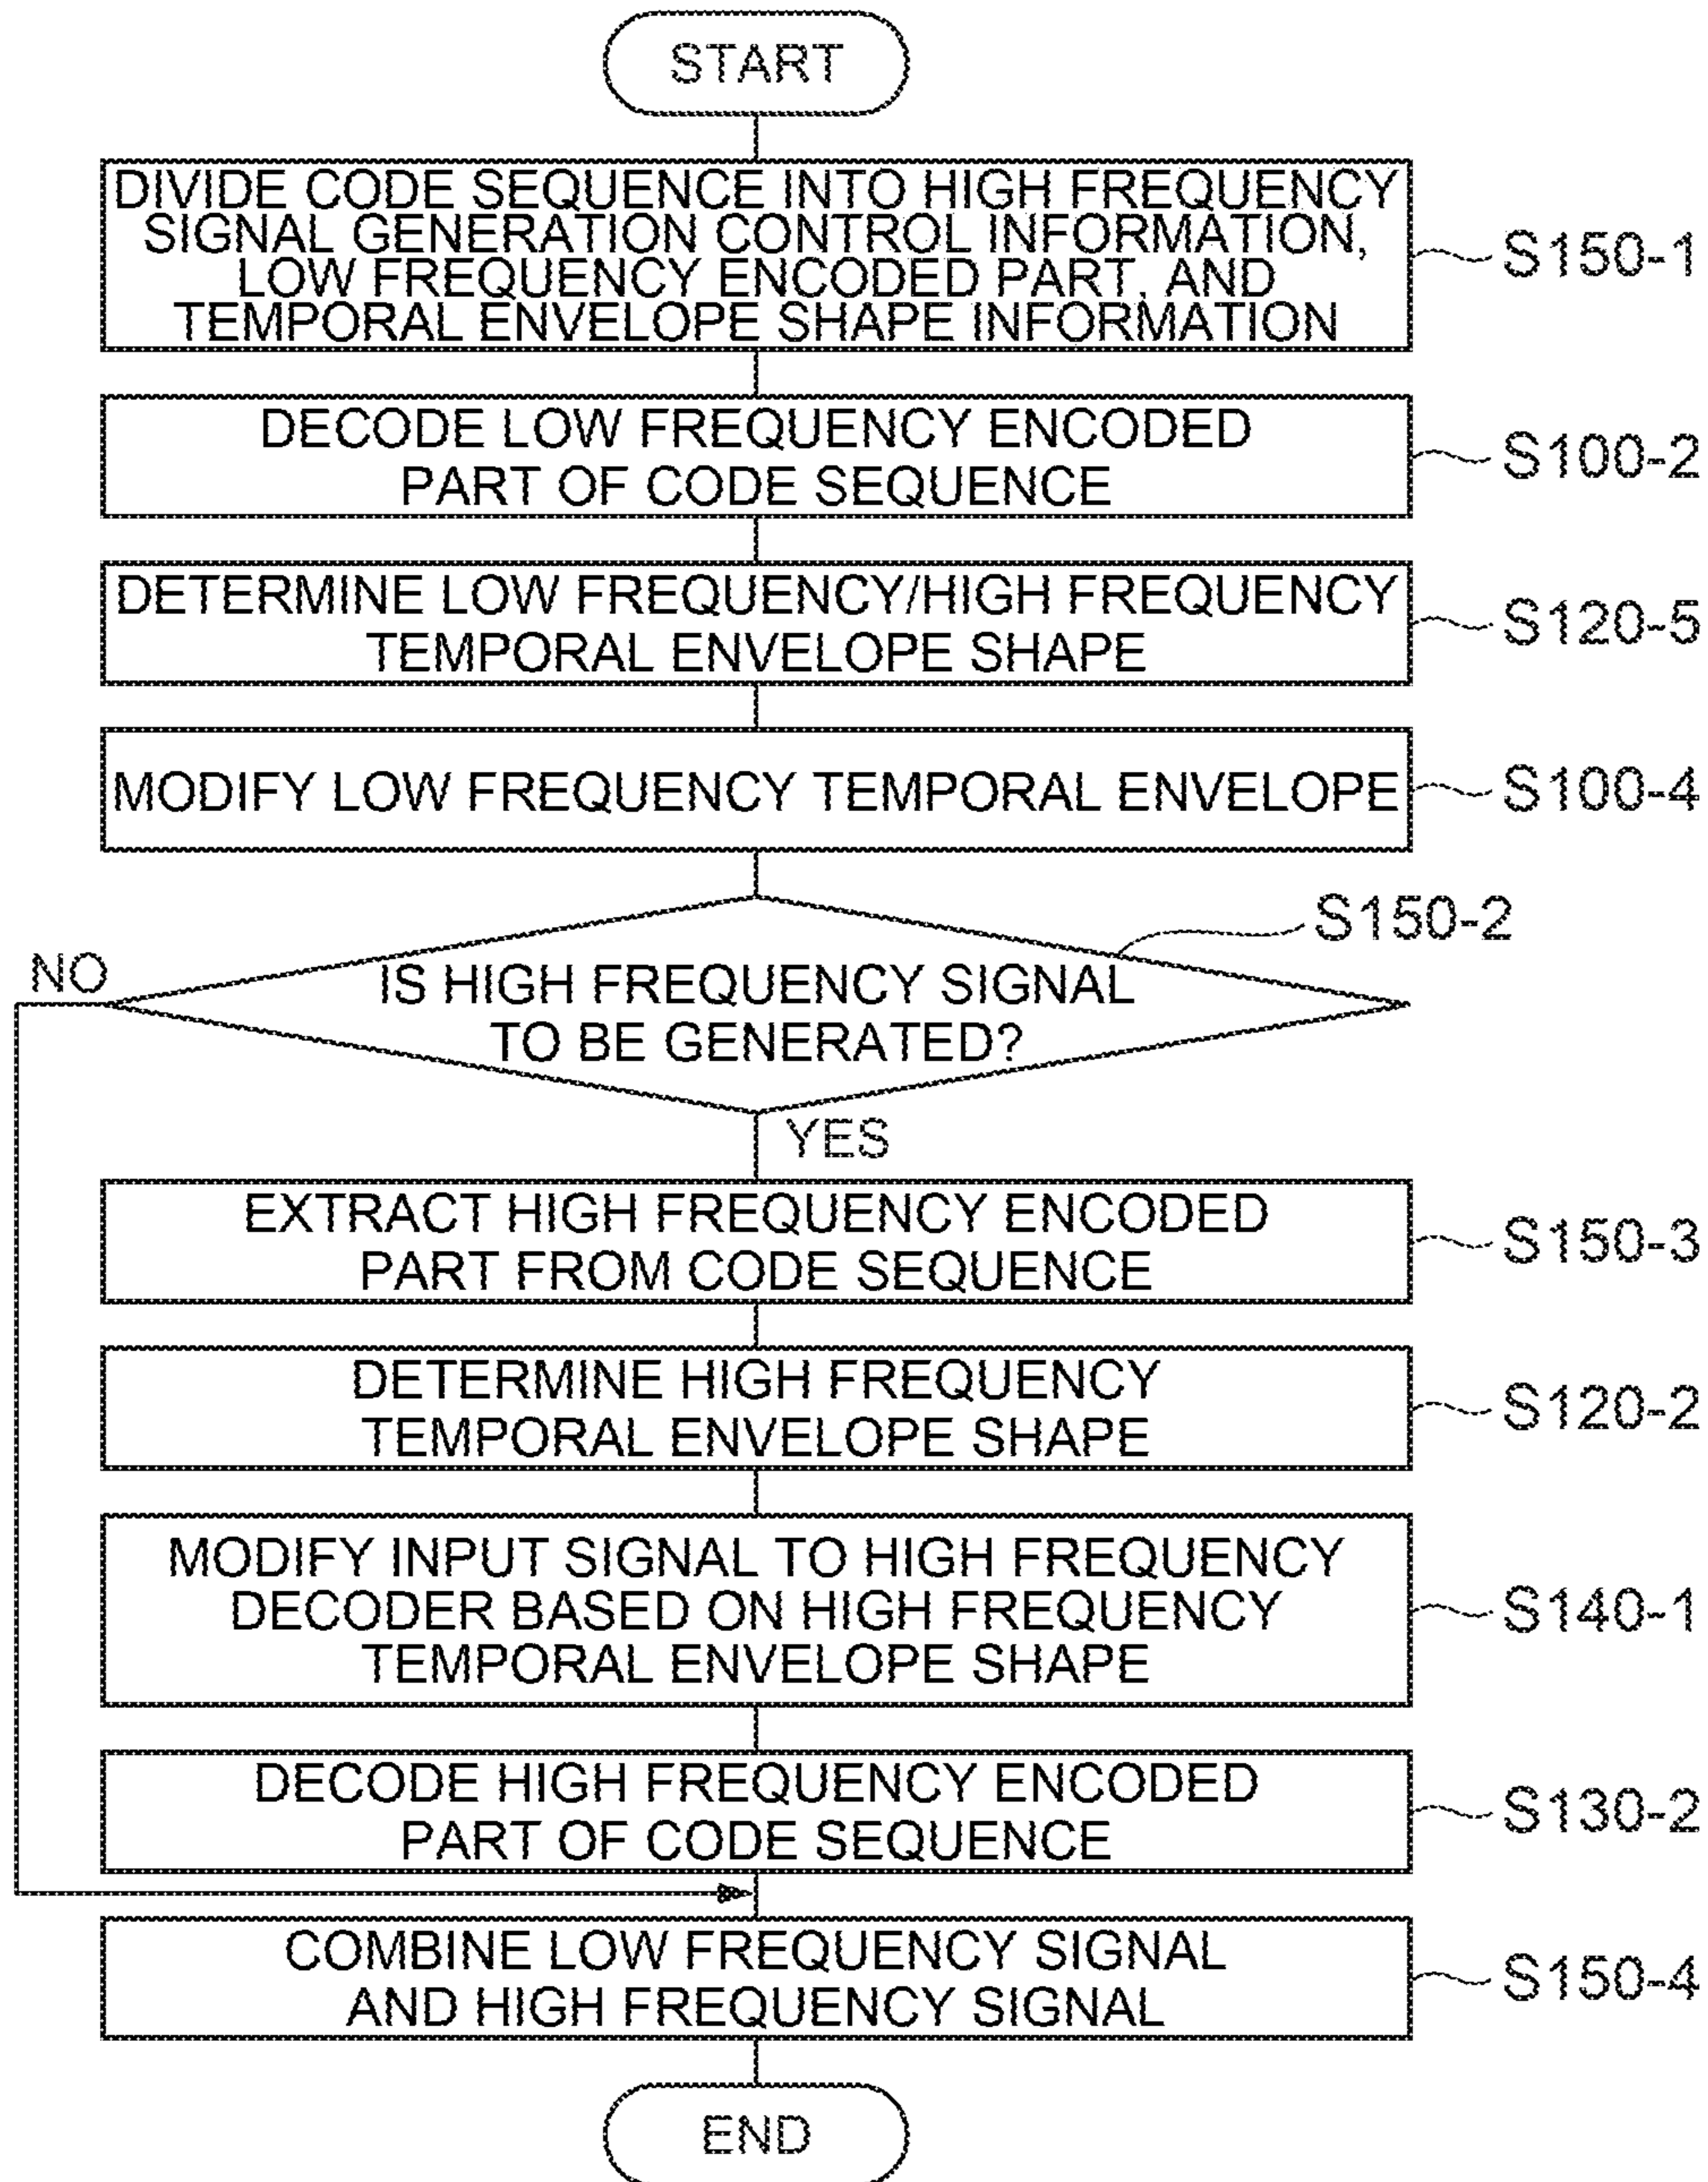 START
DIVIDE CODE SEQUENCE INTO HIGH FREQUENCY
SIGNAL GENERATION CONTROL INFORMATION,
LOW FREQUENCY ENCODED PART, AND
TEMPORAL ENVELOPE SHAPE INFORMATION
S150-1
DECODE LOW FREQUENCY ENCODED
PART OF CODE SEQUENCE
S100-2
DETERMINE LOW FREQUENCY/HIGH FREQUENCY
TEMPORAL ENVELOPE SHAPE
S120-5
MODIFY LOW FREQUENCY TEMPORAL ENVELOPE
S100-4
S150-2
NO
IS HIGH FREQUENCY SIGNAL
TO BE GENERATED?
YES
EXTRACT HIGH FREQUENCY ENCODED
PART FROM CODE SEQUENCE
S150-3
DETERMINE HIGH FREQUENCY
TEMPORAL ENVELOPE SHAPE
S120-2
MODIFY INPUT SIGNAL TO HIGH FREQUENCY
DECODER BASED ON HIGH FREQUENCY
TEMPORAL ENVELOPE SHAPE
S140-1
DECODE HIGH FREQUENCY ENCODED
PART OF CODE SEQUENCE
S130-2
COMBINE LOW FREQUENCY SIGNAL
AND HIGH FREQUENCY SIGNAL
S150-4
END